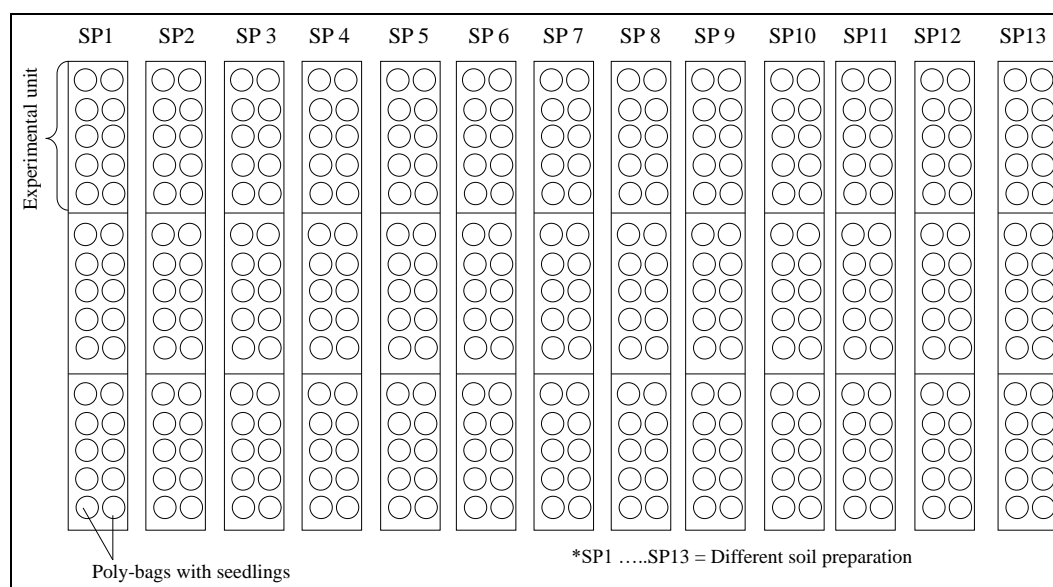 SP1 SP2 SP 3 SP 4 SP 5 SP 6 SP 7 SP 8 SP 9 SP10 SP11 SP12 SP13
Experimental unit
*SP1 …..SP13 = Different soil preparation
Poly-bags with seedlings